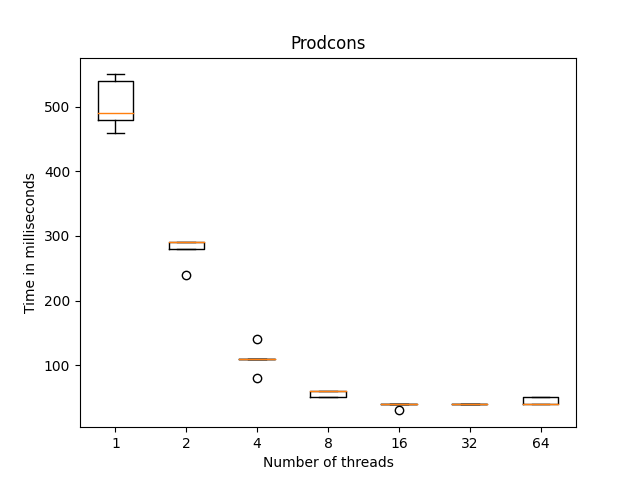 Prodcons
500
400
300
200
100
Time in milliseconds
1 2 4 8 16 32 64
Number of threads